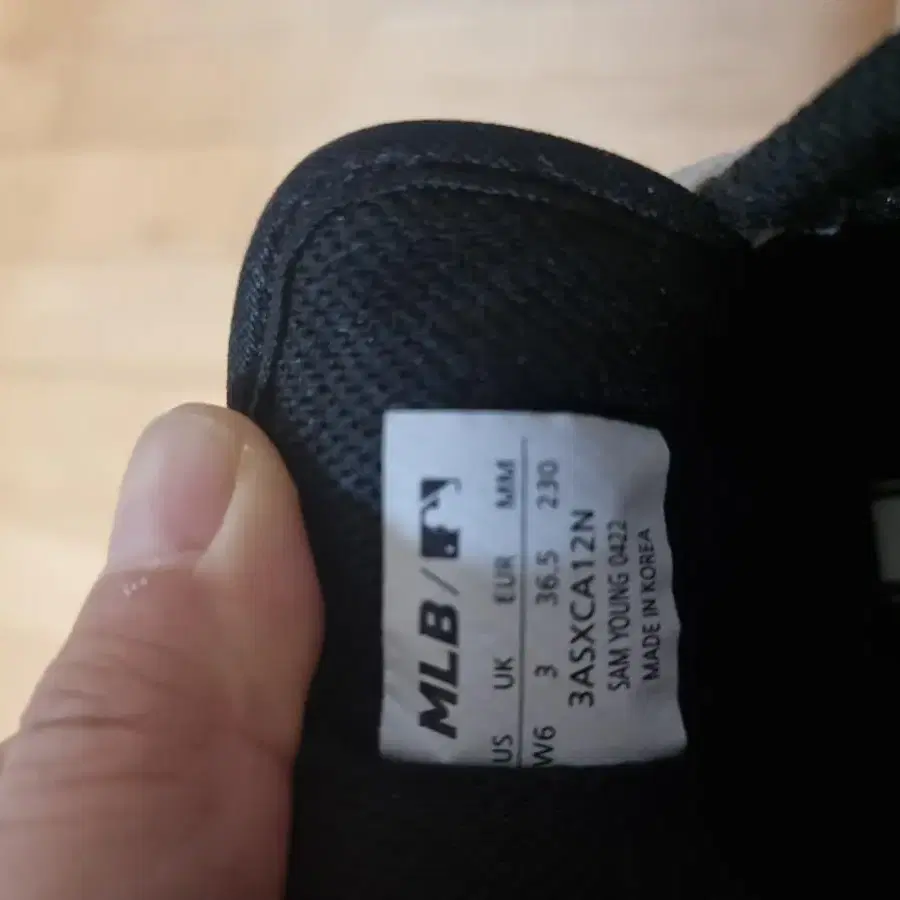 MLB
US UK EUR MM
W6 3 36.5 230
3ASXCA12N
SAM YOUNG 0422
MADE IN KOREA